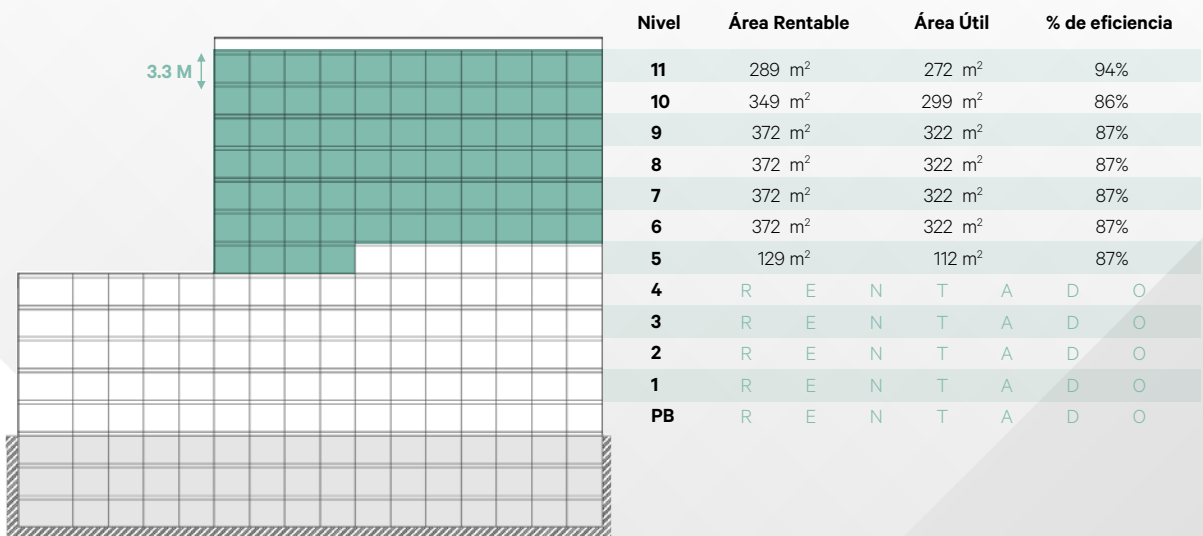 Nivel Área Rentable Área Útil % de eficiencia
3.3 M
11 289 m² 272 m² 94%
10 349 m² 299 m² 86%
9 372 m² 322 m² 87%
8 372 m² 322 m² 87%
7 372 m² 322 m² 87%
6 372 m² 322 m² 87%
5 129 m² 112 m² 87%
4 R E N T A D O
3 R E N T A D O
2 R E N T A D O
1 R E N T A D O
PB R E N T A D O